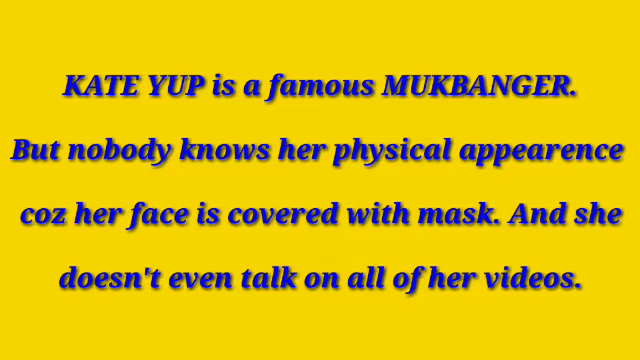 KATE YUP is a famous MUKBANGER.
But nobody knows her physical appearence
coz her face is covered with mask. And she
doesn't even talk on all of her videos.